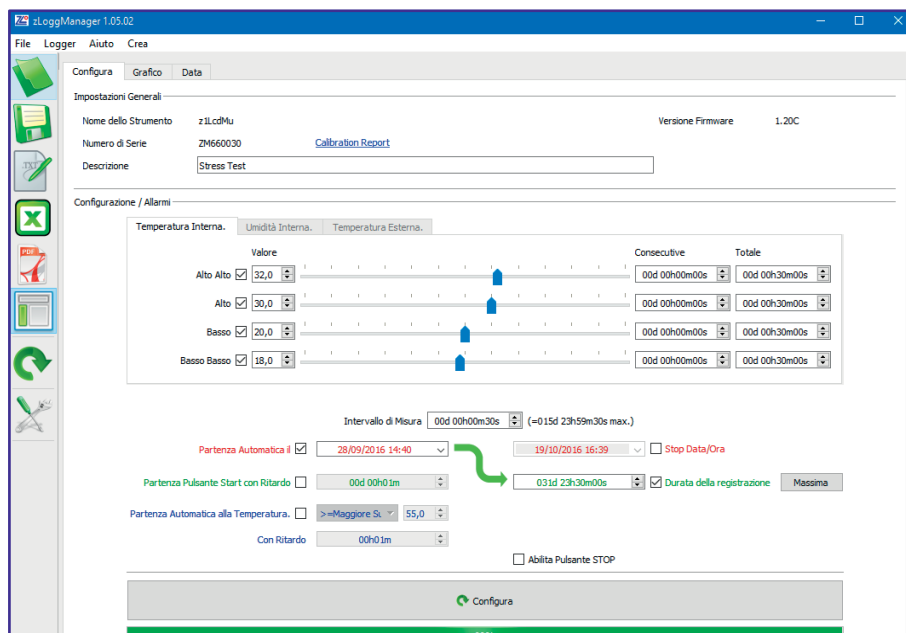 zLoggManager 1.05.02
File Logger Aiuto Crea
Configura Grafico Data
Impostazioni Generali
Nome dello Strumento z1LcdMu Versione Firmware 1.20C
Numero di Serie ZM660030 Calibration Report
Descrizione Stress Test
Configurazione / Allarmi
Temperatura Interna. Umidità Interna. Temperatura Esterna.
Valore Consecutive Totale
Alto Alto 32,0 00d 00h00m00s 00d 00h30m00s
Alto 30,0 00d 00h00m00s 00d 00h30m00s
Basso 20,0 00d 00h00m00s 00d 00h30m00s
Basso Basso 18,0 00d 00h00m00s 00d 00h30m00s
Intervallo di Misura 00d 00h00m30s (=015d 23h59m30s max.)
Partenza Automatica il 28/09/2016 14:40 19/10/2016 16:39 Stop Data/Ora
Partenza Pulsante Start con Ritardo 00d 00h01m 031d 23h30m00s Durata della registrazione Massima
Partenza Automatica alla Temperatura. >=Maggiore 55,0
Con Ritardo 00h01m
Abilita Pulsante STOP
Configura
.TXT
PDF